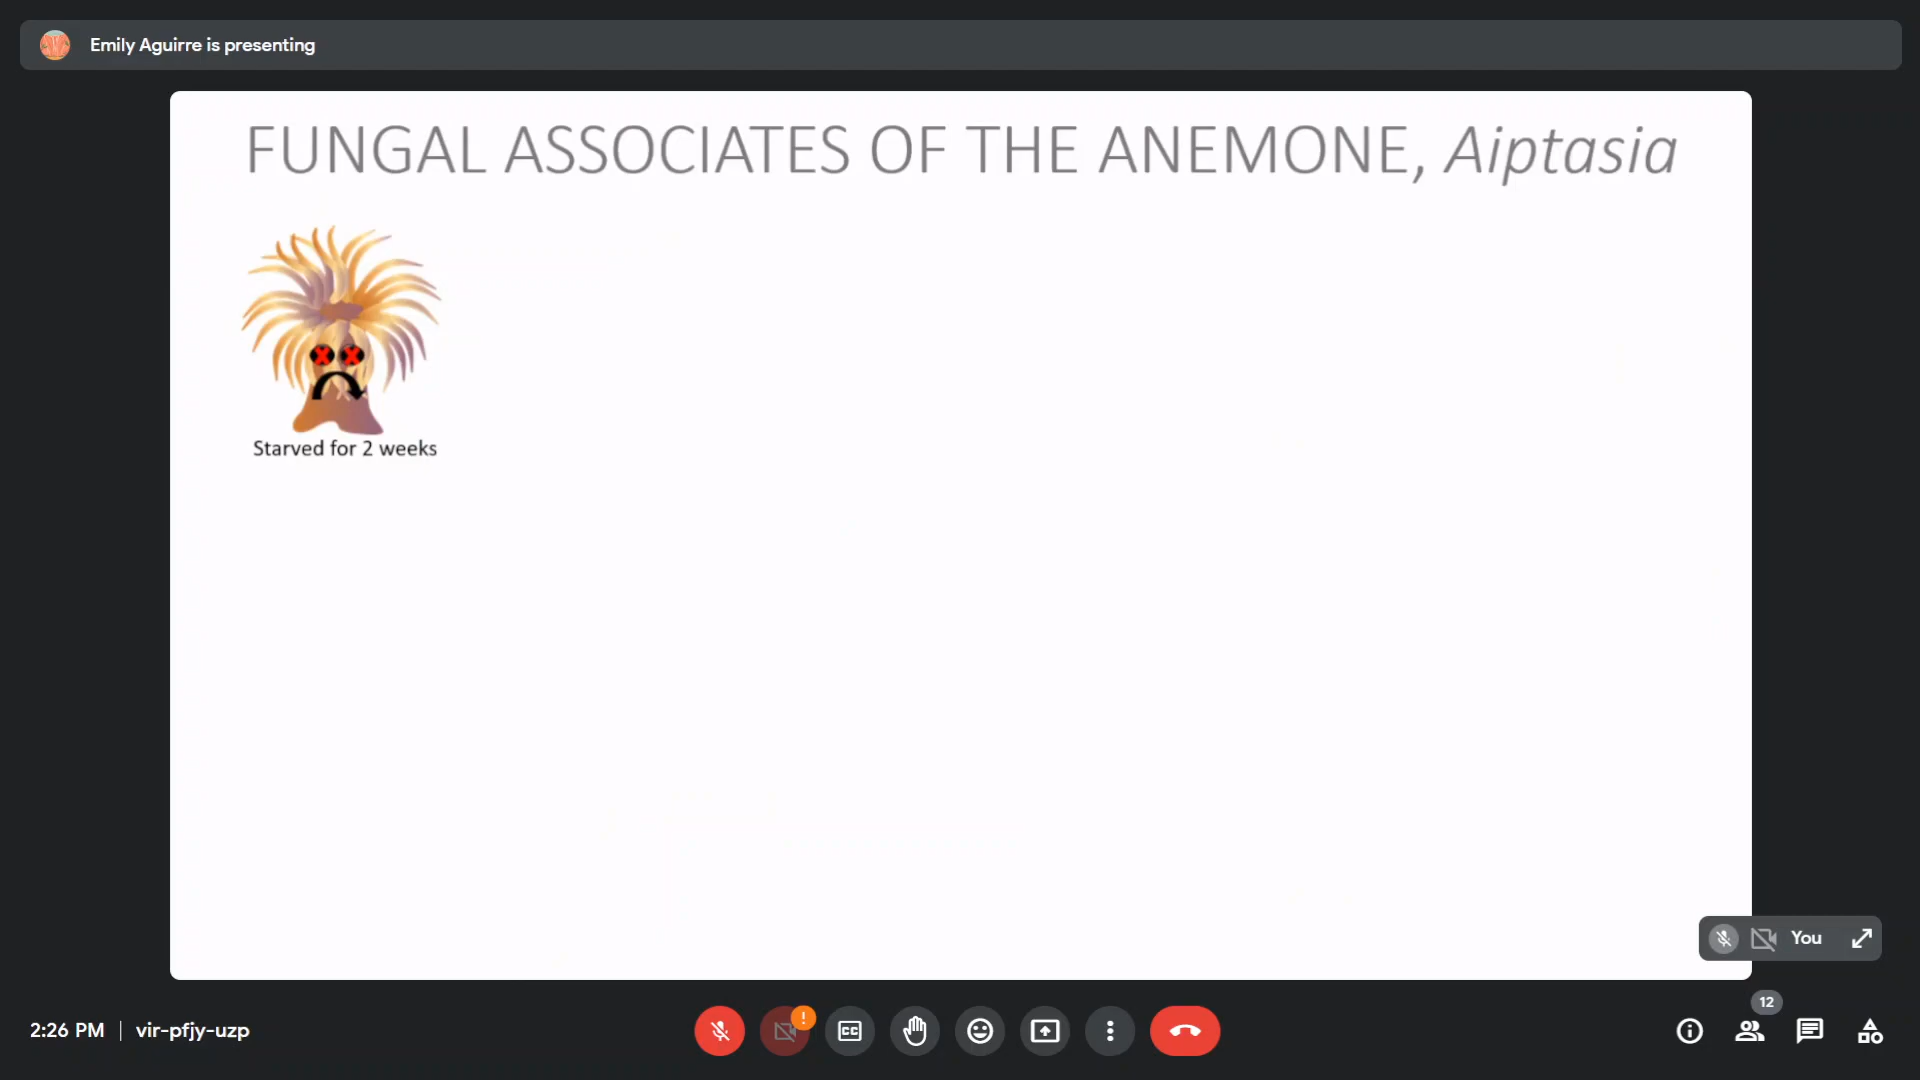 Emily Aguirre is presenting
FUNGAL ASSOCIATES OF THE ANEMONE, Aiptasia
Starved for 2 weeks
You
12
2:26 PM | vir-pfjy-uzp
CC